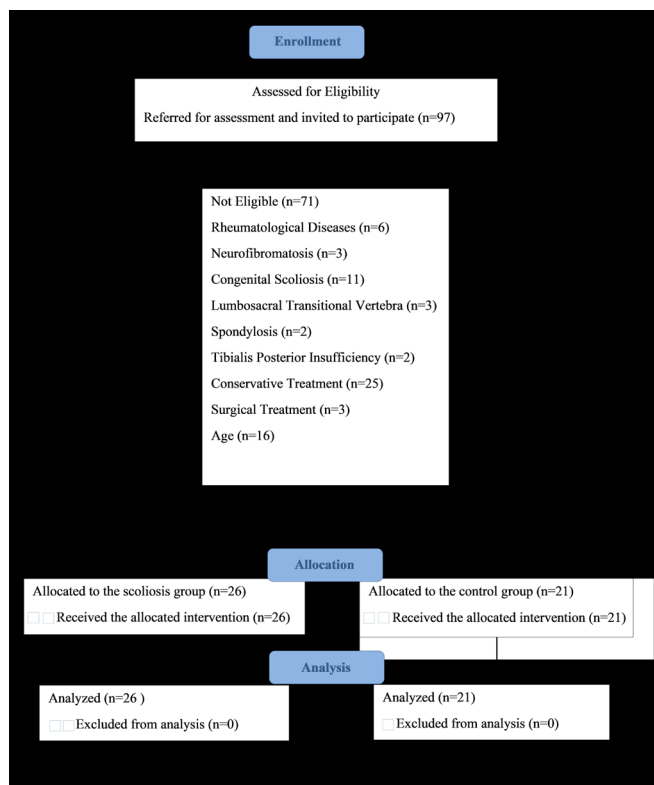 Enrollment
Assessed for Eligibility
Referred for assessment and invited to participate (n=97)
Not Eligible (n=71)
Rheumatological Diseases (n=6)
Neurofibromatosis (n=3)
Congenital Scoliosis (n=11)
Lumbosacral Transitional Vertebra (n=3)
Spondylosis (n=2)
Tibialis Posterior Insufficiency (n=2)
Conservative Treatment (n=25)
Surgical Treatment (n=3)
Age (n=16)
Allocation
Allocated to the scoliosis group (n=26)
Received the allocated intervention (n=26)
Allocated to the control group (n=21)
Received the allocated intervention (n=21)
Analysis
Analyzed (n=26 )
Excluded from analysis (n=0)
Analyzed (n=21)
Excluded from analysis (n=0)